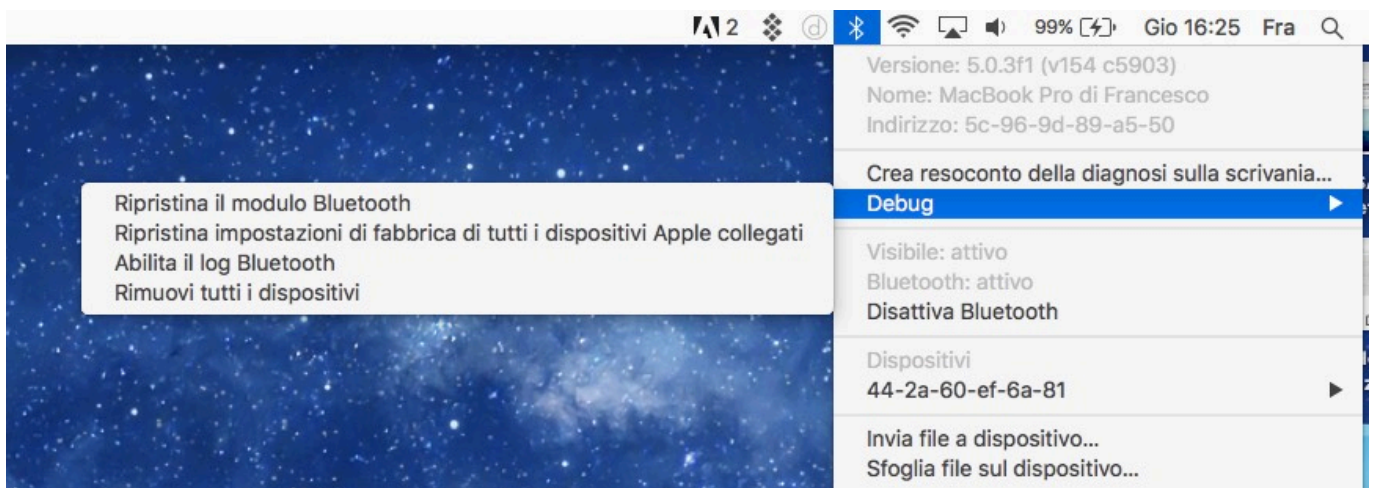 2 99% Gio 16:25 Fra
Versione: 5.0.3f1 (v154 c5903)
Nome: MacBook Pro di Francesco
Indirizzo: 5c-96-9d-89-a5-50
Crea resoconto della diagnosi sulla scrivania...
Debug
Ripristina il modulo Bluetooth
Ripristina impostazioni di fabbrica di tutti i dispositivi Apple collegati
Abilita il log Bluetooth
Rimuovi tutti i dispositivi
Visibile: attivo
Bluetooth: attivo
Disattiva Bluetooth
Dispositivi
44-2a-60-ef-6a-81
Invia file a dispositivo...
Sfoglia file sul dispositivo...